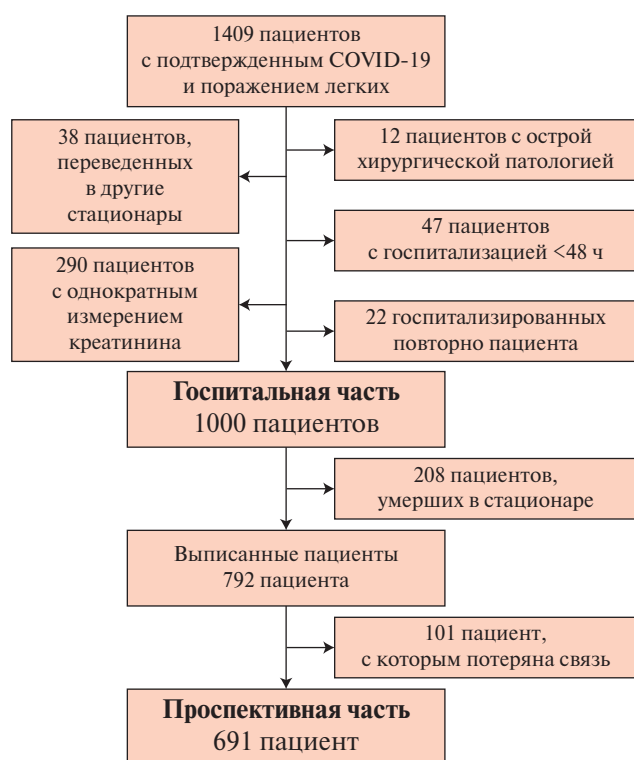 1409 пациентов
с подтвержденным COVID-19
и поражением легких
38 пациентов,
переведенных
в другие
стационары
12 пациентов с острой
хирургической патологией
47 пациентов
с госпитализацией <48 ч
290 пациентов
с однократным
измерением
креатинина
22 госпитализированных
повторно пациента
Госпитальная часть
1000 пациентов
208 пациентов,
умерших в стационаре
Выписанные пациенты
792 пациента
101 пациент,
с которым потеряна связь
Проспективная часть
691 пациент